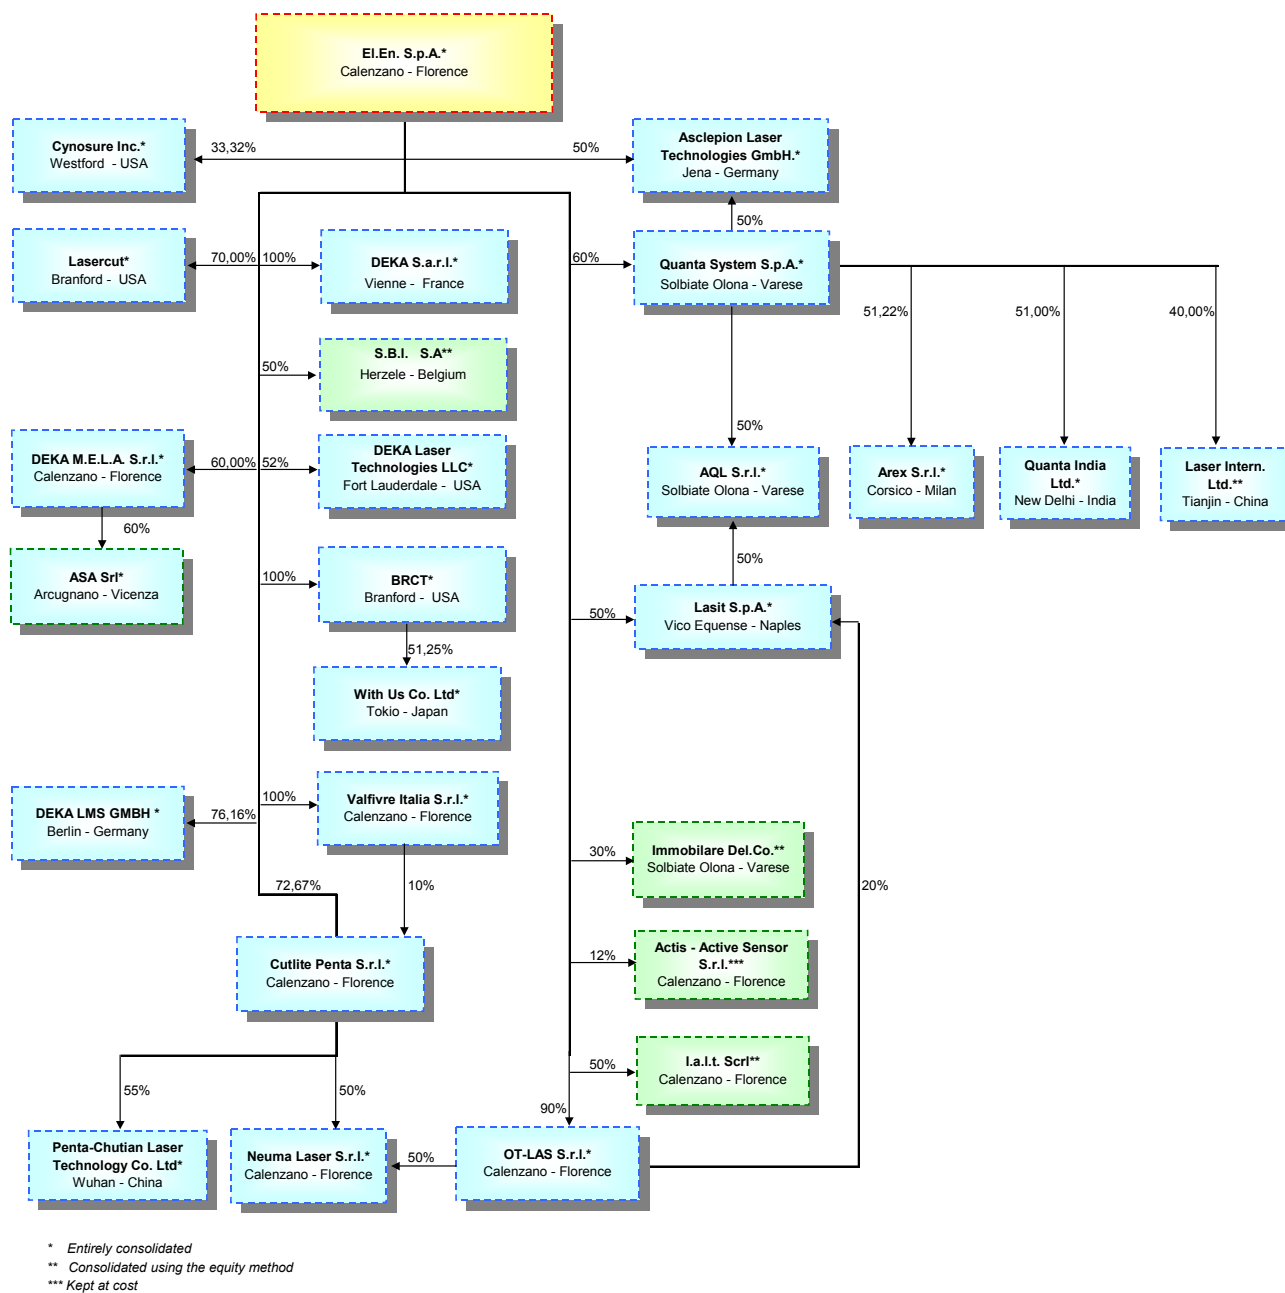 El.En. S.p.A.*
Calenzano - Florence
Cynosure Inc.*
Westford - USA
33,32%
50%
Asclepion Laser
Technologies GmbH.*
Jena - Germany
50%
Lasercut*
Branford - USA
70,00%
100%
DEKA S.a.r.l.*
Vienne - France
60%
Quanta System S.p.A.*
Solbiate Olona - Varese
51,22%
51,00%
40,00%
50%
S.B.I. S.A**
Herzele - Belgium
50%
DEKA M.E.L.A. S.r.l.*
Calenzano - Florence
60,00%
52%
DEKA Laser
Technologies LLC*
Fort Lauderdale - USA
AQL S.r.l.*
Solbiate Olona - Varese
Arex S.r.l.*
Corsico - Milan
Quanta India
Ltd.*
New Delhi - India
Laser Intern.
Ltd.**
Tianjin - China
60%
50%
ASA Srl*
Arcugnano - Vicenza
100%
BRCT*
Branford - USA
50%
Lasit S.p.A.*
Vico Equense - Naples
51,25%
With Us Co. Ltd*
Tokio - Japan
DEKA LMS GMBH *
Berlin - Germany
76,16%
100%
Valfivre Italia S.r.l.*
Calenzano - Florence
30%
Immobilare Del.Co.**
Solbiate Olona - Varese
20%
72,67%
10%
Cutlite Penta S.r.l.*
Calenzano - Florence
12%
Actis - Active Sensor
S.r.l.***
Calenzano - Florence
50%
I.a.l.t. Scrl**
Calenzano - Florence
55%
50%
90%
Penta-Chutian Laser
Technology Co. Ltd*
Wuhan - China
Neuma Laser S.r.l.*
Calenzano - Florence
50%
OT-LAS S.r.l.*
Calenzano - Florence
* Entirely consolidated
** Consolidated using the equity method
*** Kept at cost